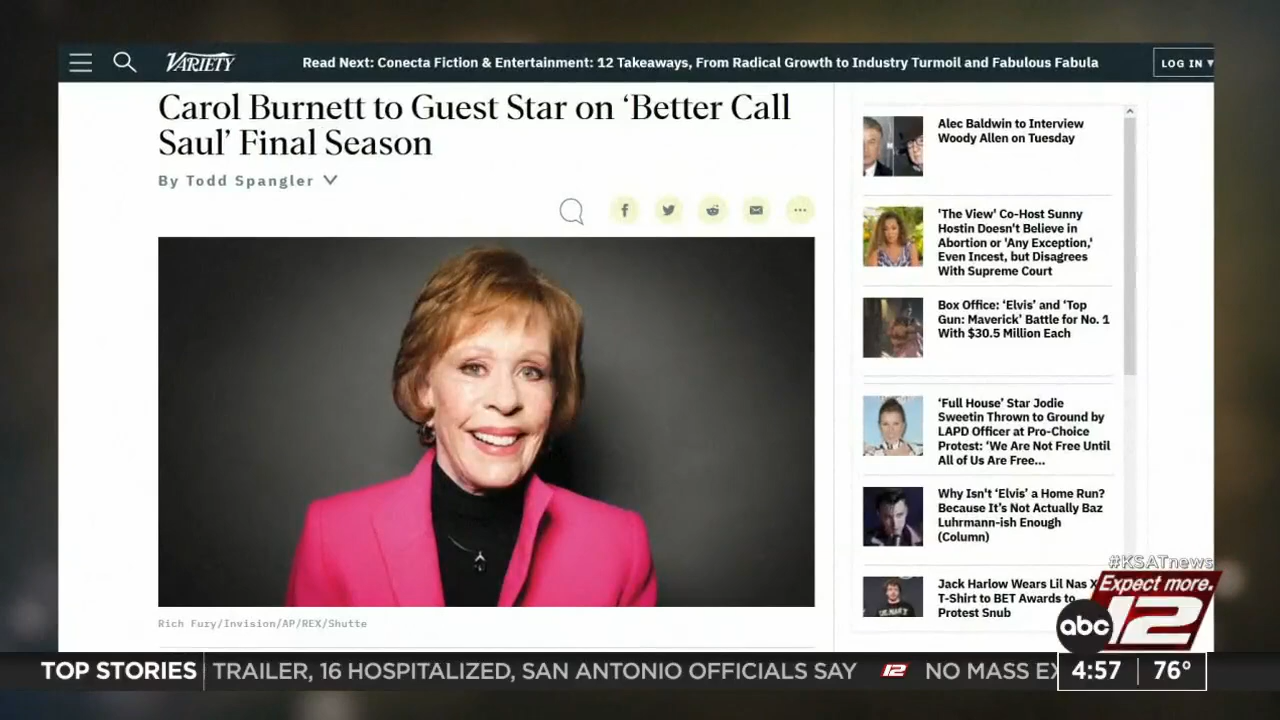 VARIETY
Read Next: Conecta Fiction & Entertainment: 12 Takeaways, From Radical Growth to Industry Turmoil and Fabulous Fabula
LOG IN
Carol Burnett to Guest Star on ‘Better Call
Saul’ Final Season
By Todd Spangler
Rich Fury/Invision/AP/REX/Shutte
Alec Baldwin to Interview
Woody Allen on Tuesday
'The View' Co-Host Sunny
Hostin Doesn't Believe in
Abortion or 'Any Exception,'
Even Incest, but Disagrees
With Supreme Court
Box Office: ‘Elvis’ and ‘Top
Gun: Maverick’ Battle for No. 1
With $30.5 Million Each
‘Full House’ Star Jodie
Sweetin Thrown to Ground by
LAPD Officer at Pro-Choice
Protest: ‘We Are Not Free Until
All of Us Are Free...
Why Isn't ‘Elvis’ a Home Run?
Because It’s Not Actually Baz
Luhrmann-ish Enough
(Column)
Jack Harlow Wears Lil Nas X
T-Shirt to BET Awards to
Protest Snub
#KSATnews
Expect more.
abc 12
TOP STORIES TRAILER, 16 HOSPITALIZED, SAN ANTONIO OFFICIALS SAY 12 NO MASS EX
4:57 76°